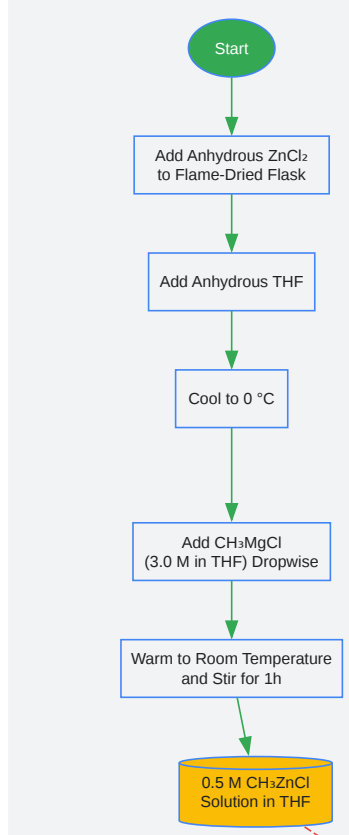 Start
Add Anhydrous ZnCl₂
to Flame-Dried Flask
Add Anhydrous THF
Cool to 0 °C
Add CH₃MgCl
(3.0 M in THF) Dropwise
Warm to Room Temperature
and Stir for 1h
0.5 M CH₃ZnCl
Solution in THF